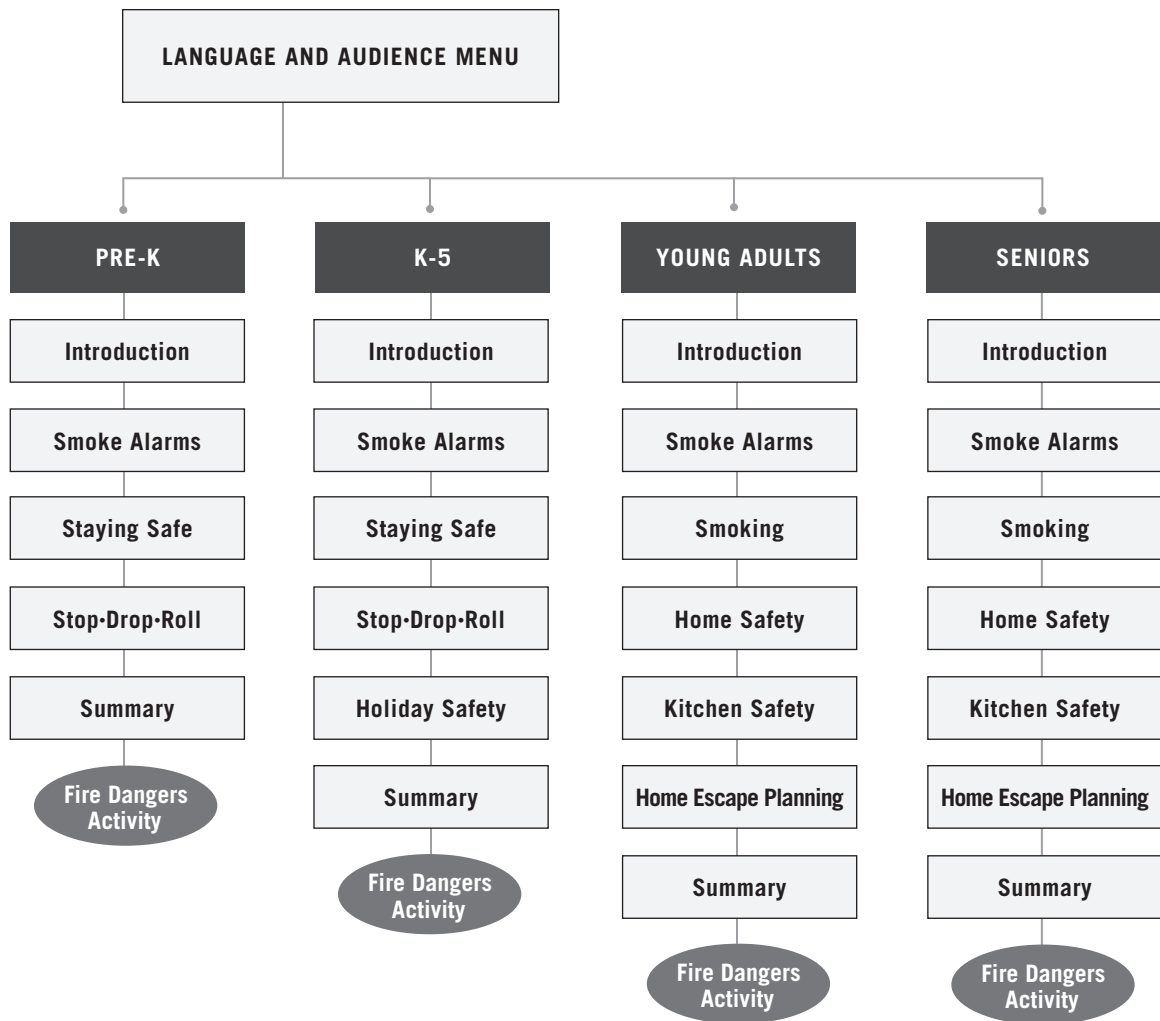 LANGUAGE AND AUDIENCE MENU
PRE-K
Introduction
Smoke Alarms
Staying Safe
Stop•Drop•Roll
Summary
Fire Dangers
Activity
K-5
Introduction
Smoke Alarms
Staying Safe
Stop•Drop•Roll
Holiday Safety
Summary
Fire Dangers
Activity
YOUNG ADULTS
Introduction
Smoke Alarms
Smoking
Home Safety
Kitchen Safety
Home Escape Planning
Summary
Fire Dangers
Activity
SENIORS
Introduction
Smoke Alarms
Smoking
Home Safety
Kitchen Safety
Home Escape Planning
Summary
Fire Dangers
Activity